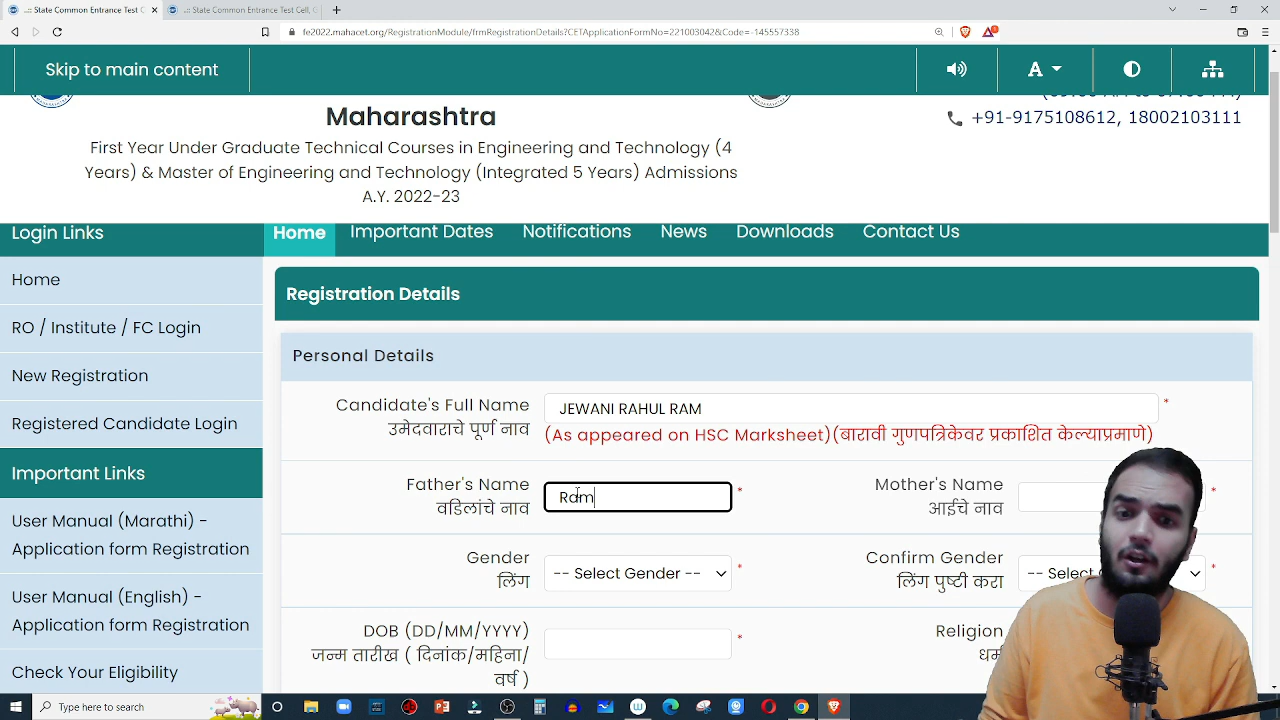 .:: State Common Entrance Test C
.:: State Common Entrance Test Cell, G
fe2022.mahacet.org/RegistrationModule/frmRegistrationDetails?CETApplicationFormNo=221003042&Code=-145557338
Skip to main content
A
Maharashtra
+91-9175108612, 18002103111
First Year Under Graduate Technical Courses in Engineering and Technology (4
Years) & Master of Engineering and Technology (Integrated 5 Years) Admissions
A.Y. 2022-23
Login Links
Home Important Dates Notifications News Downloads Contact Us
Home
Registration Details
RO / Institute / FC Login
Personal Details
New Registration
Candidate's Full Name JEWANI RAHUL RAM *
उमेदवाराचे पूर्ण नाव (As appeared on HSC Marksheet)(बारावी गुणपत्रिकेवर प्रकाशित केल्याप्रमाणे)
Registered Candidate Login
Important Links
Father's Name Ram * Mother's Name *
वडिलांचे नाव आईचे नाव
User Manual (Marathi) -
Application form Registration
Gender -- Select Gender -- * Confirm Gender -- Select *
लिंग लिंग पुष्टी करा
User Manual (English) -
Application form Registration
DOB (DD/MM/YYYY) * Religion
जन्म तारीख ( दिनांक/महिना/ धर्म
वर्ष )
Check Your Eligibility
Type here to search